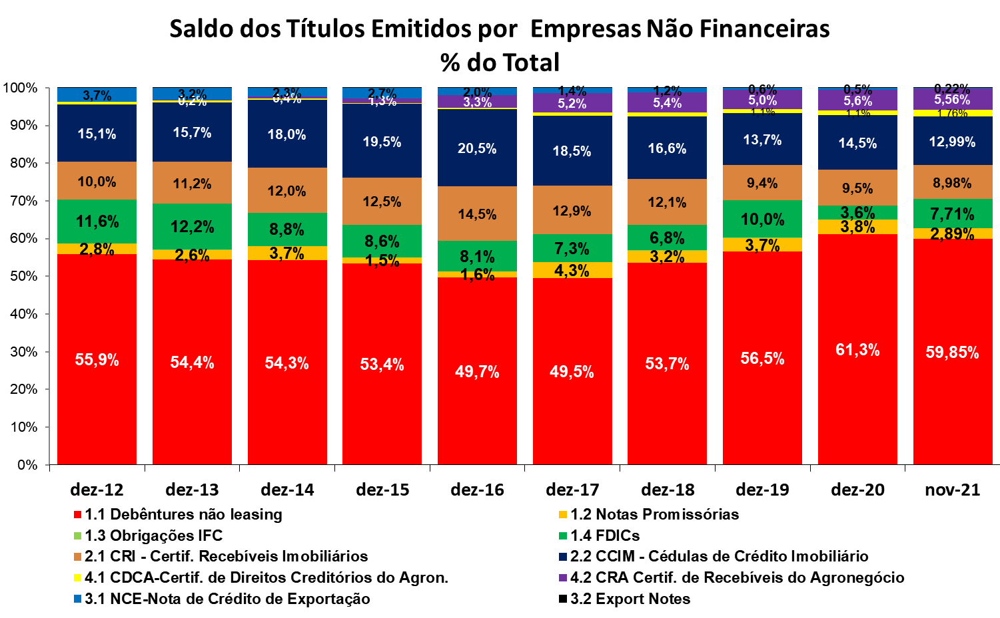 Saldo dos Títulos Emitidos por  Empresas Não Financeiras
% do Total
100% 3,7% 3,2% 2,3% 2,7% 2,0% 1,4% 1,2% 0,6% 0,5% 0,22%
0,2% 0,4% 1,3% 3,3% 5,2% 5,4% 5,0% 5,6% 5,56%
1,1% 1,1% 1,76%
90%
15,1% 15,7% 18,0% 19,5% 20,5% 18,5% 16,6% 13,7% 14,5% 12,99%
80%
10,0% 11,2% 12,0% 12,5% 14,5% 12,9% 12,1% 9,4% 9,5% 8,98%
70%
11,6% 12,2% 8,8% 8,6% 8,1% 7,3% 6,8% 10,0% 3,6% 7,71%
60%
2,8% 2,6% 3,7% 1,5% 1,6% 4,3% 3,2% 3,7% 3,8% 2,89%
50%
40%
30%
55,9% 54,4% 54,3% 53,4% 49,7% 49,5% 53,7% 56,5% 61,3% 59,85%
20%
10%
0%
dez-12 dez-13 dez-14 dez-15 dez-16 dez-17 dez-18 dez-19 dez-20 nov-21
1.1 Debêntures não leasing
1.2 Notas Promissórias
1.3 Obrigações IFC
1.4 FDICs
2.1 CRI - Certif. Recebíveis Imobiliários
2.2 CCIM - Cédulas de Crédito Imobiliário
4.1 CDCA-Certif. de Direitos Creditórios do Agron.
4.2 CRA Certif. de Recebíveis do Agronegócio
3.1 NCE-Nota de Crédito de Exportação
3.2 Export Notes